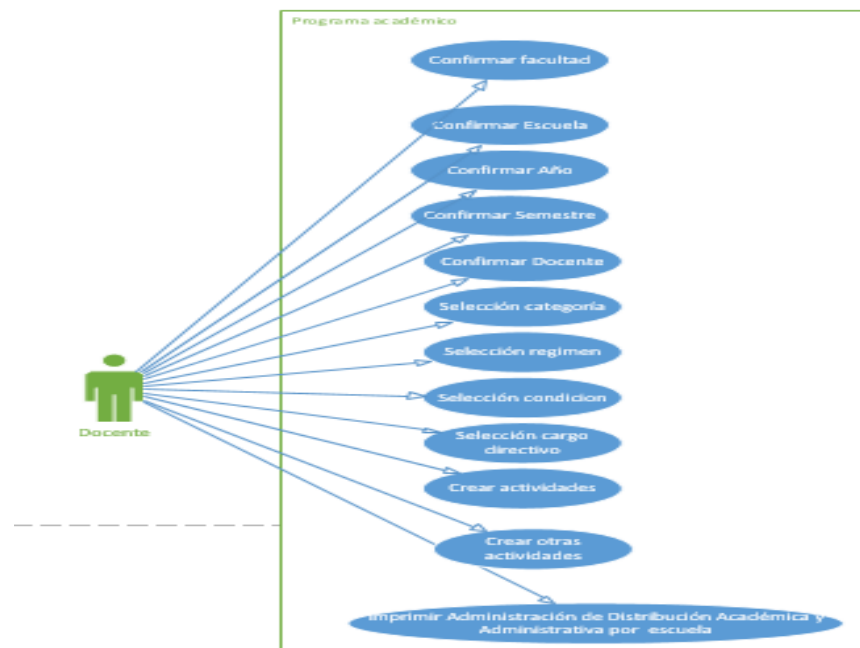 Programa académico
Confirmar facultad
Confirmar Escuela
Confirmar Año
Confirmar Semestre
Confirmar Docente
Selección categoría
Selección regimen
Selección condicion
Selección cargo
directivo
Crear actividades
Crear otras
actividades
Imprimir Administración de Distribución Académica y
Administrativa por escuela
Docente